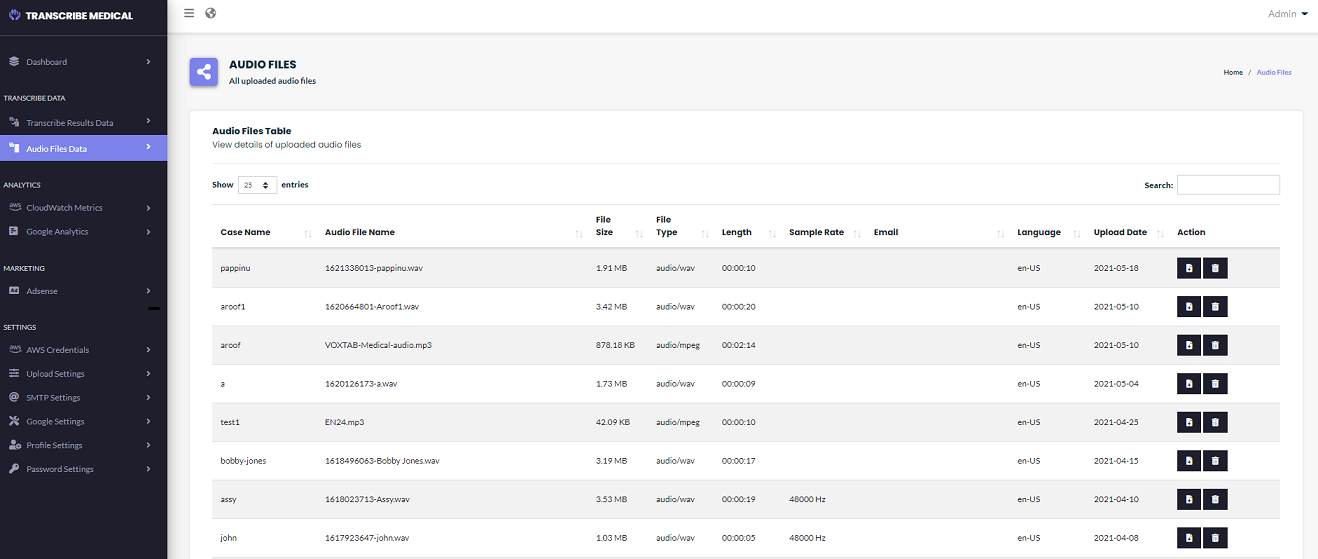 TRANSCRIBE MEDICAL
Admin
Dashboard
TRANSCRIBE DATA
Transcribe Results Data
Audio Files Data
ANALYTICS
aws CloudWatch Metrics
Google Analytics
MARKETING
Ad Adsense
SETTINGS
aws AWS Credentials
Upload Settings
@ SMTP Settings
Google Settings
Profile Settings
Password Settings
AUDIO FILES
All uploaded audio files
Home / Audio Files
Audio Files Table
View details of uploaded audio files
Show 25 entries
Search:
Case Name Audio File Name File Size File Type Length Sample Rate Email Language Upload Date Action
pappinu 1621338013-pappinu.wav 1.91 MB audio/wav 00:00:10 en-US 2021-05-18
aroof1 1620664801-Aroof1.wav 3.42 MB audio/wav 00:00:20 en-US 2021-05-10
aroof VOXTAB-Medical-audio.mp3 878.18 KB audio/mpeg 00:02:14 en-US 2021-05-10
a 1620126173-a.wav 1.73 MB audio/wav 00:00:09 en-US 2021-05-04
test1 EN24.mp3 42.09 KB audio/mpeg 00:00:10 en-US 2021-04-25
bobby-jones 1618496063-Bobby Jones.wav 3.19 MB audio/wav 00:00:17 en-US 2021-04-15
assy 1618023713-Assy.wav 3.53 MB audio/wav 00:00:19 48000 Hz en-US 2021-04-10
john 1617923647-john.wav 1.03 MB audio/wav 00:00:05 48000 Hz en-US 2021-04-08